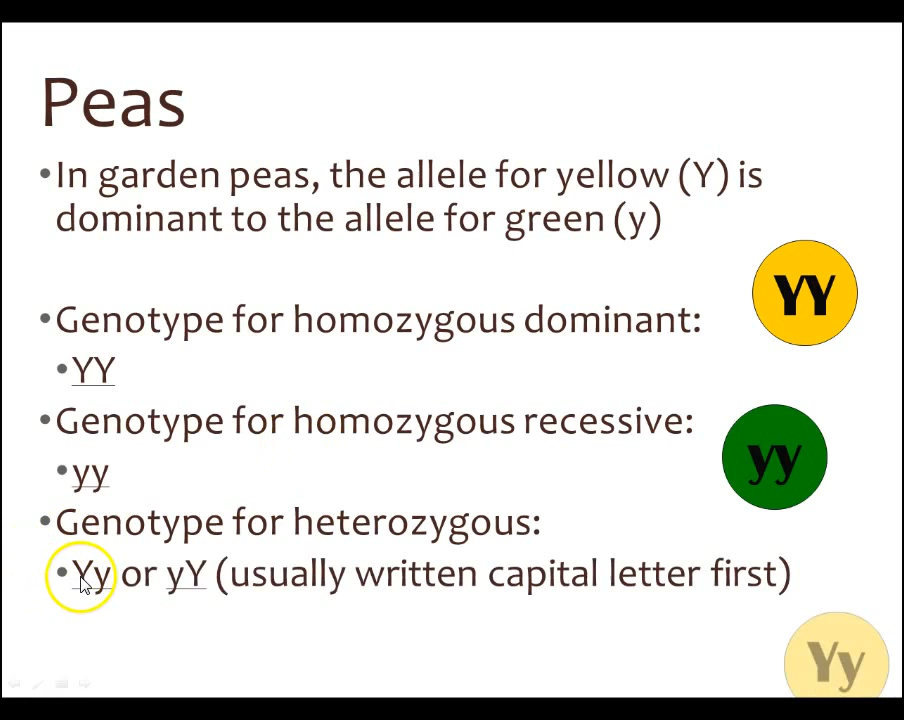 Peas
•In garden peas, the allele for yellow (Y) is
dominant to the allele for green (y)
YY
•Genotype for homozygous dominant:
•YY
•Genotype for homozygous recessive:
yy
•yy
•Genotype for heterozygous:
•Yy or yY (usually written capital letter first)
Yy